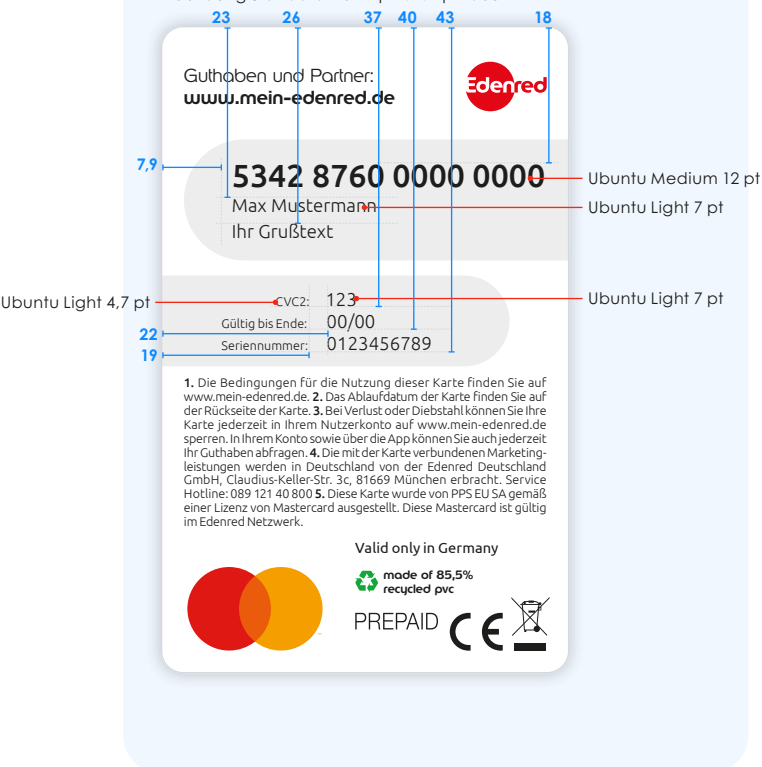 23 26 37 40 43 18
Guthaben und Partner:
www.mein-edenred.de
Edenred
7,9
5342 8760 0000 0000
Ubuntu Medium 12 pt
Max Mustermann
Ubuntu Light 7 pt
Ihr Grußtext
Ubuntu Light 4,7 pt
CVC2: 123
Ubuntu Light 7 pt
Gültig bis Ende: 00/00
22
Seriennummer: 0123456789
19
1. Die Bedingungen für die Nutzung dieser Karte finden Sie auf
www.mein-edenred.de. 2. Das Ablaufdatum der Karte finden Sie auf
der Rückseite der Karte. 3. Bei Verlust oder Diebstahl können Sie Ihre
Karte jederzeit in Ihrem Nutzerkonto auf www.mein-edenred.de
sperren. In Ihrem Konto sowie über die App können Sie auch jederzeit
Ihr Guthaben abfragen. 4. Die mit der Karte verbundenen Marketing-
leistungen werden in Deutschland von der Edenred Deutschland
GmbH, Claudius-Keller-Str. 3c, 81669 München erbracht. Service
Hotline: 089 121 40 800 5. Diese Karte wurde von PPS EU SA gemäß
einer Lizenz von Mastercard ausgestellt. Diese Mastercard ist gültig
im Edenred Netzwerk.
Valid only in Germany
made of 85,5%
recycled pvc
PREPAID CE